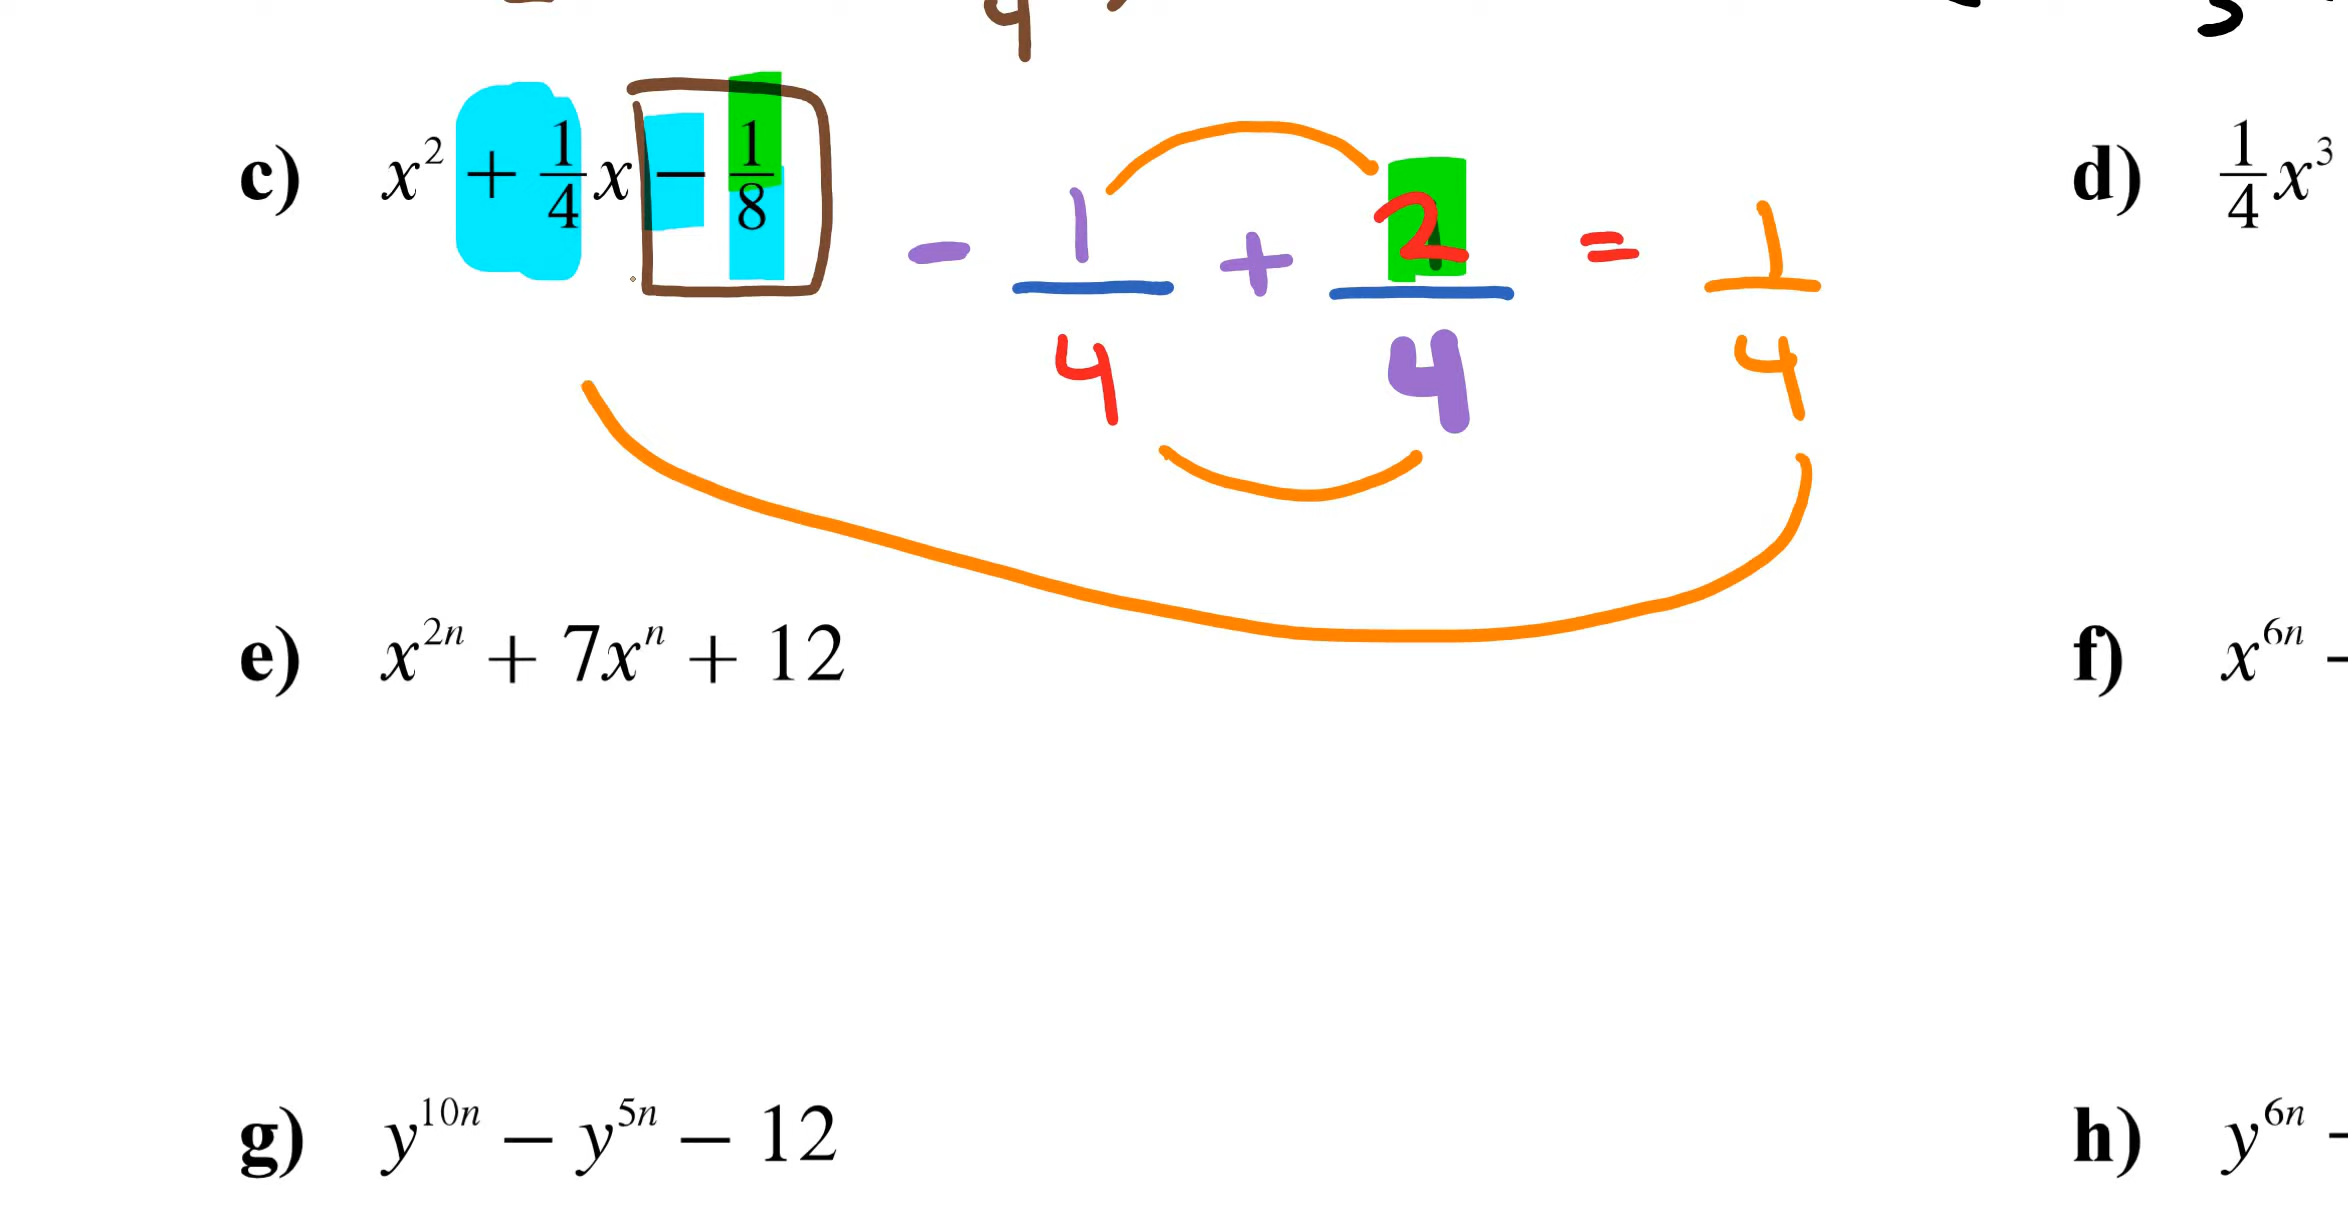 4 ,
c) x² + 1/4 x − 1/8 − 1/4 + 2/4 = 1/4 d) 1/4 x³
e) x²ⁿ + 7xⁿ + 12 f) x⁶ⁿ −
g) y¹⁰ⁿ − y⁵ⁿ − 12 h) y⁶ⁿ −